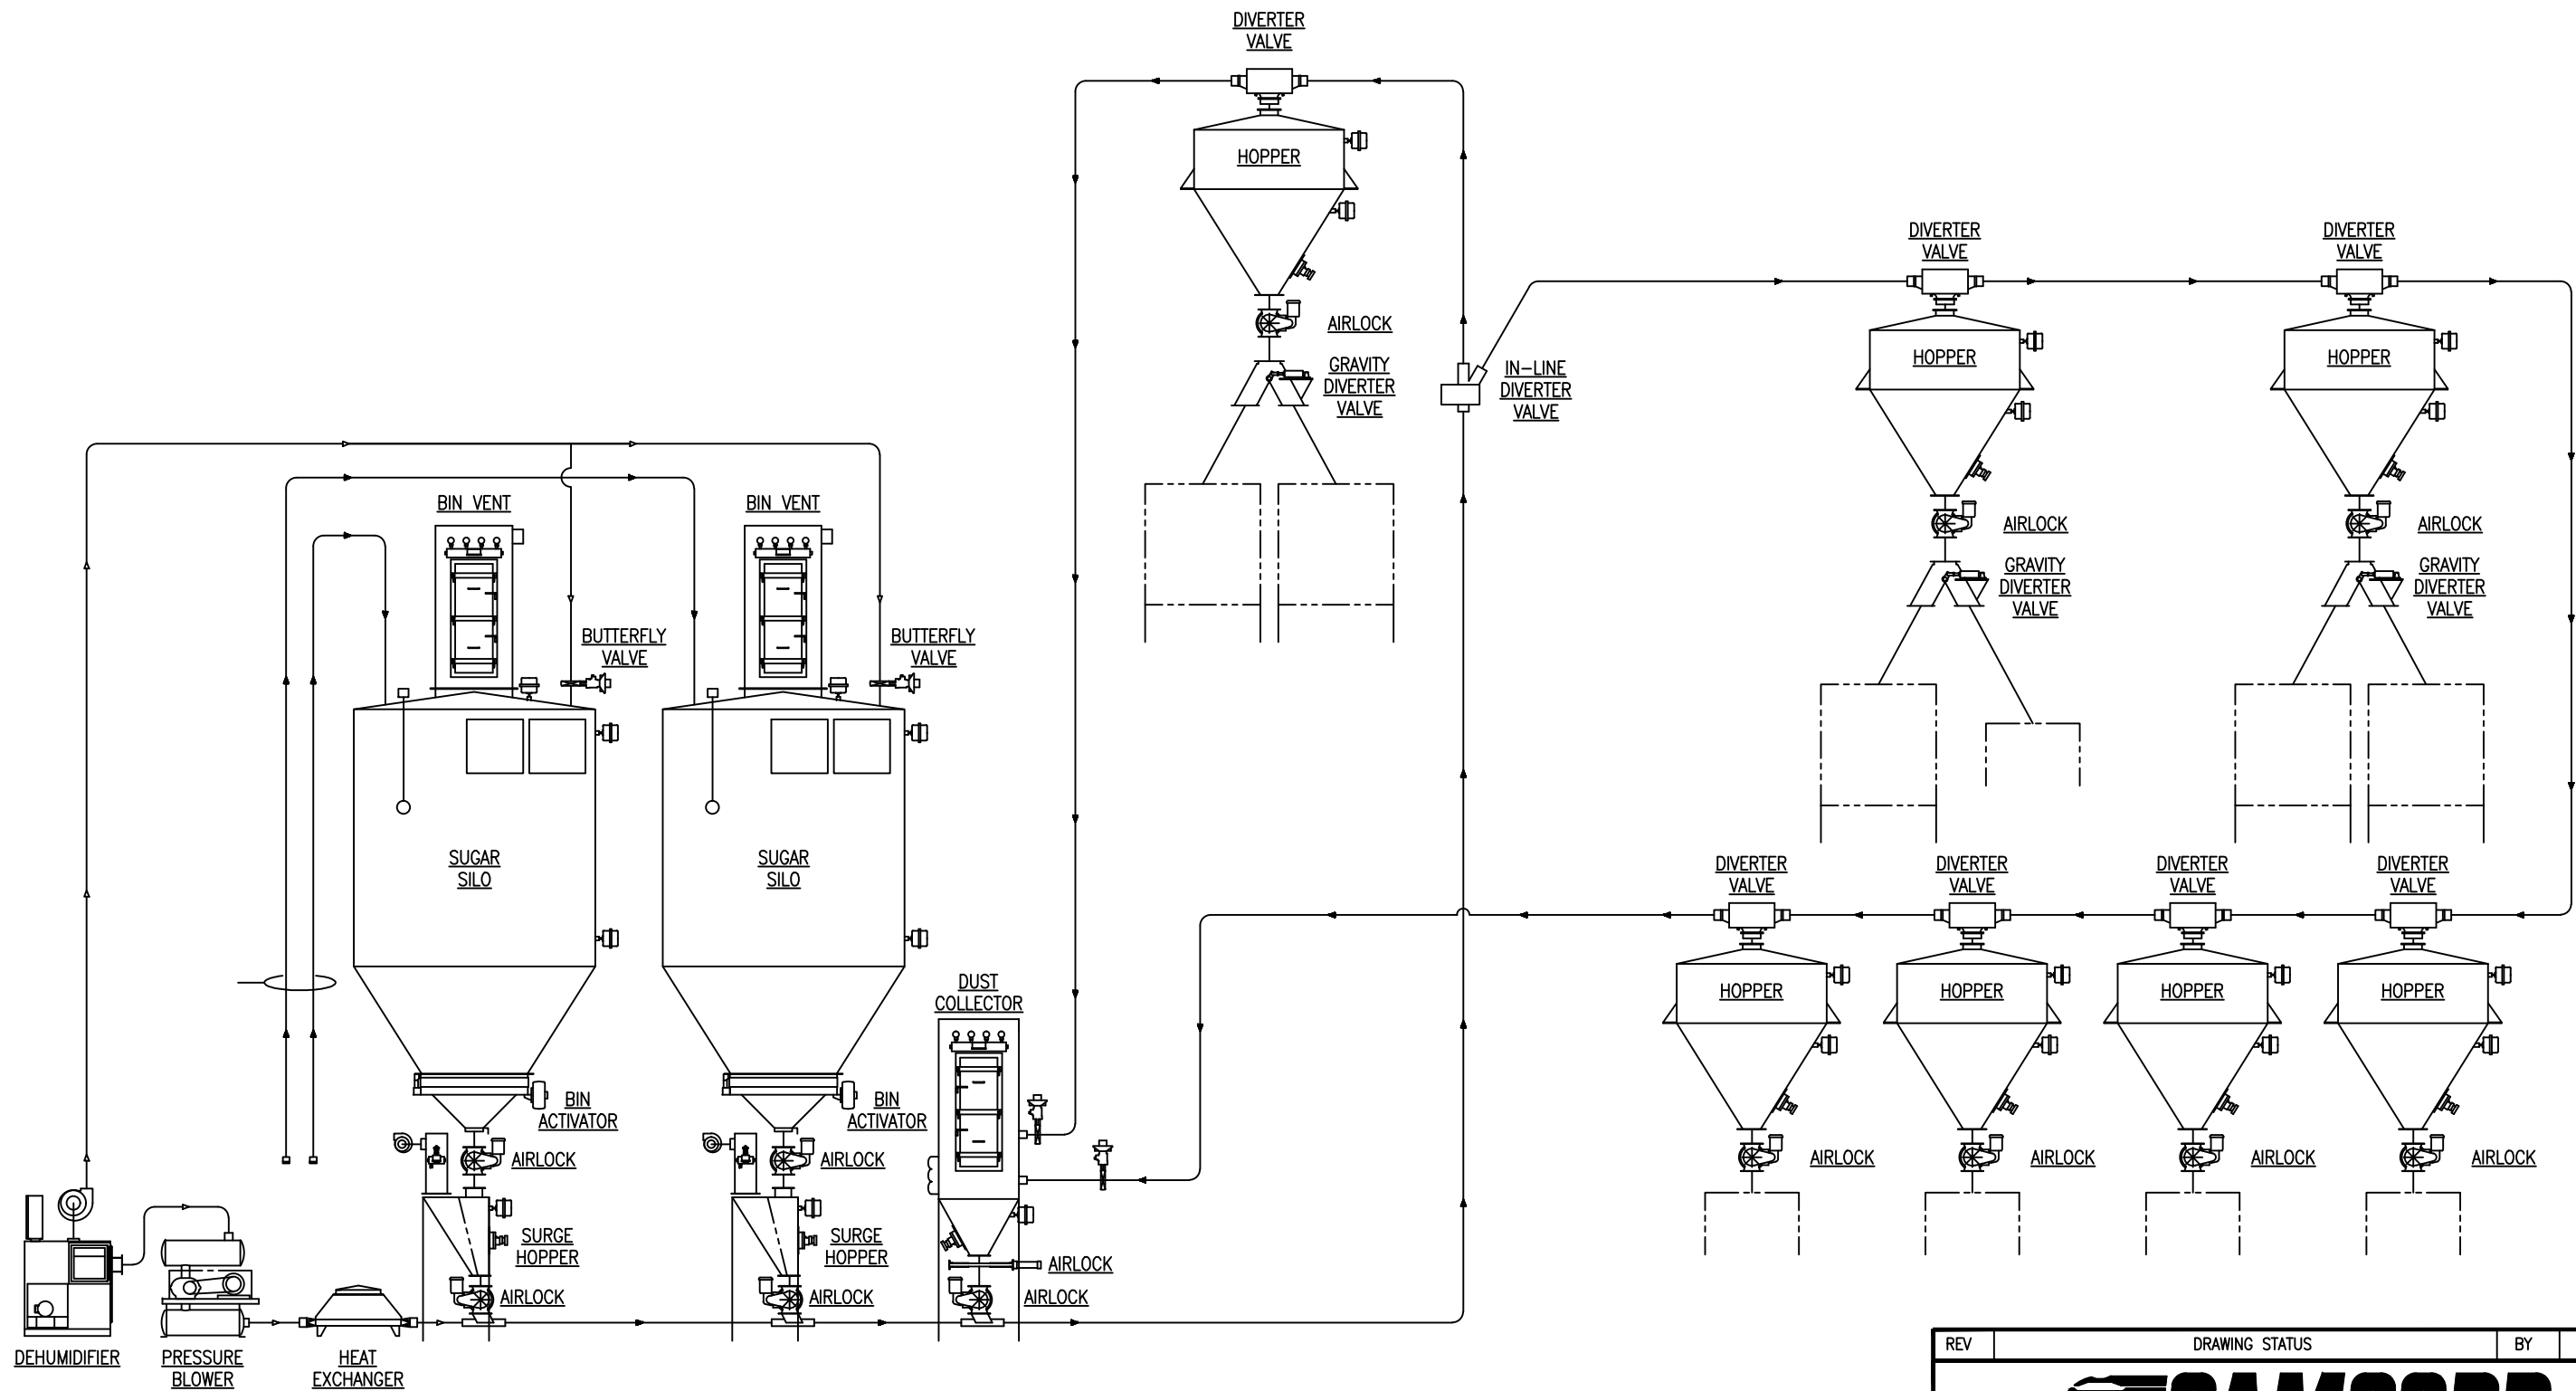 DIVERTER
VALVE
HOPPER
AIRLOCK
GRAVITY
DIVERTER
VALVE
IN-LINE
DIVERTER
VALVE
DIVERTER
VALVE
HOPPER
AIRLOCK
GRAVITY
DIVERTER
VALVE
DIVERTER
VALVE
HOPPER
AIRLOCK
GRAVITY
DIVERTER
VALVE
BIN VENT
BUTTERFLY
VALVE
SUGAR
SILO
BIN
ACTIVATOR
AIRLOCK
SURGE
HOPPER
AIRLOCK
BIN VENT
BUTTERFLY
VALVE
SUGAR
SILO
BIN
ACTIVATOR
AIRLOCK
SURGE
HOPPER
AIRLOCK
DUST
COLLECTOR
AIRLOCK
AIRLOCK
DIVERTER
VALVE
HOPPER
AIRLOCK
DIVERTER
VALVE
HOPPER
AIRLOCK
DIVERTER
VALVE
HOPPER
AIRLOCK
DIVERTER
VALVE
HOPPER
AIRLOCK
DEHUMIDIFIER
PRESSURE
BLOWER
HEAT
EXCHANGER
REV DRAWING STATUS BY